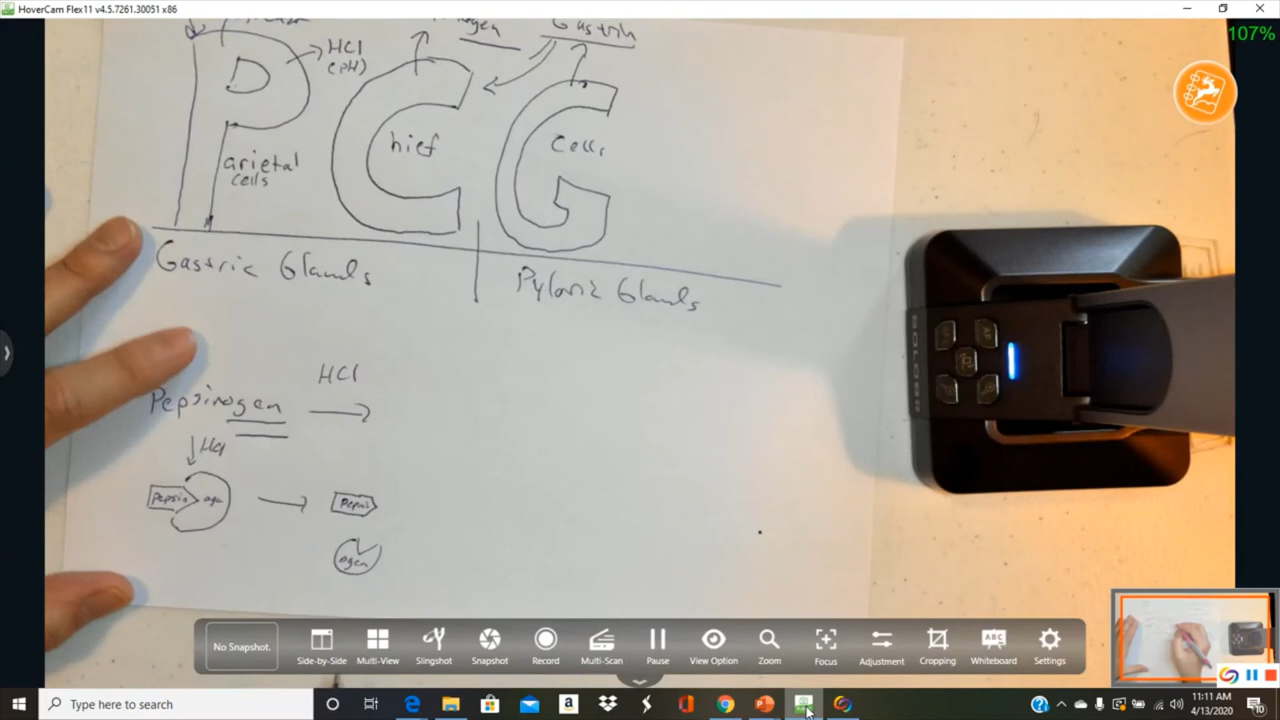 HoverCam Flex11 v4.5.7261.30051 x86
107%
Gastrin
HCl
(pH)
P
C
G
hief
Cells
arietal
cells
Gastric Glands
Pyloric Glands
HCl
Pepsinogen
HCl
Pepsin ogen
Pepsin
ogen
No Snapshot.
Side-by-Side
Multi-View
Slingshot
Snapshot
Record
Multi-Scan
Pause
View Option
Zoom
Focus
Adjustment
Cropping
ABC
Whiteboard
Settings
Type here to search
11:11 AM
4/13/2020